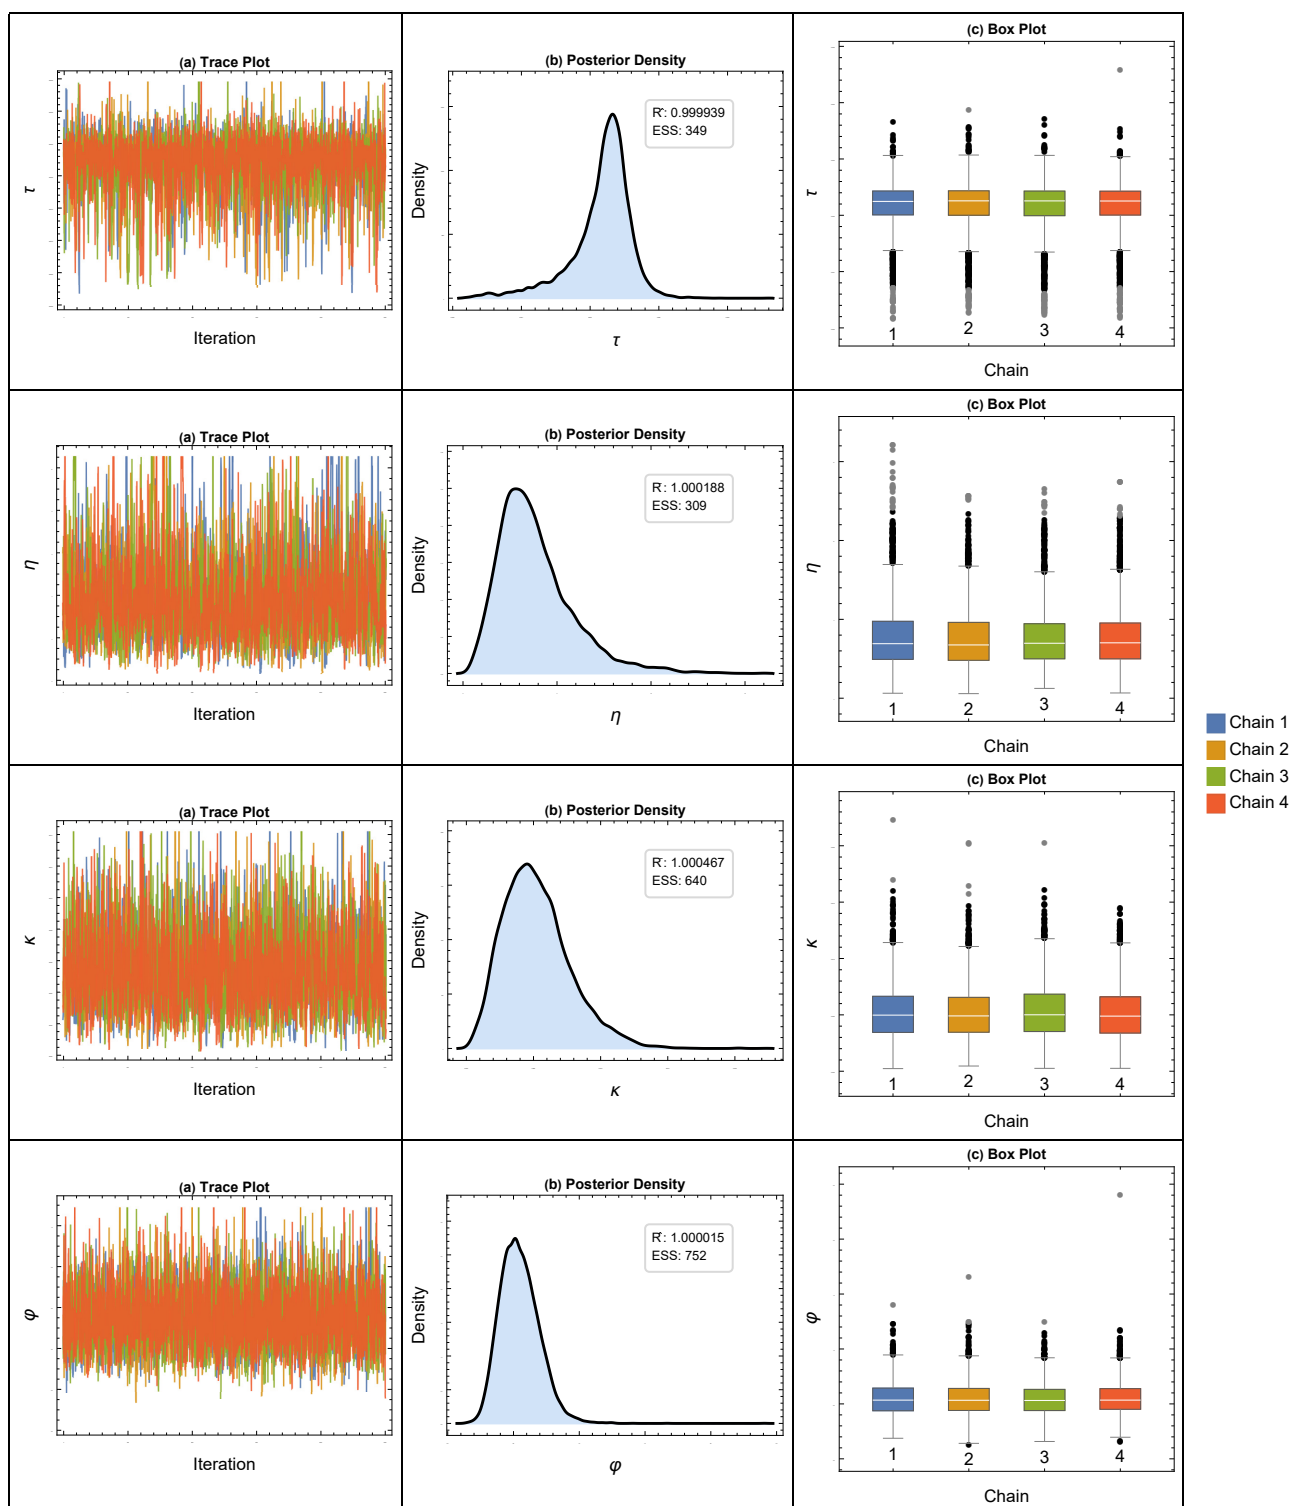 (a) Trace Plot
τ
Iteration
(b) Posterior Density
R̂: 0.999939
ESS: 349
Density
τ
(c) Box Plot
τ
1 2 3 4
Chain
(a) Trace Plot
η
Iteration
(b) Posterior Density
R̂: 1.000188
ESS: 309
Density
η
(c) Box Plot
η
1 2 3 4
Chain
(a) Trace Plot
κ
Iteration
(b) Posterior Density
R̂: 1.000467
ESS: 640
Density
κ
(c) Box Plot
κ
1 2 3 4
Chain
(a) Trace Plot
φ
Iteration
(b) Posterior Density
R̂: 1.000015
ESS: 752
Density
φ
(c) Box Plot
φ
1 2 3 4
Chain
Chain 1
Chain 2
Chain 3
Chain 4